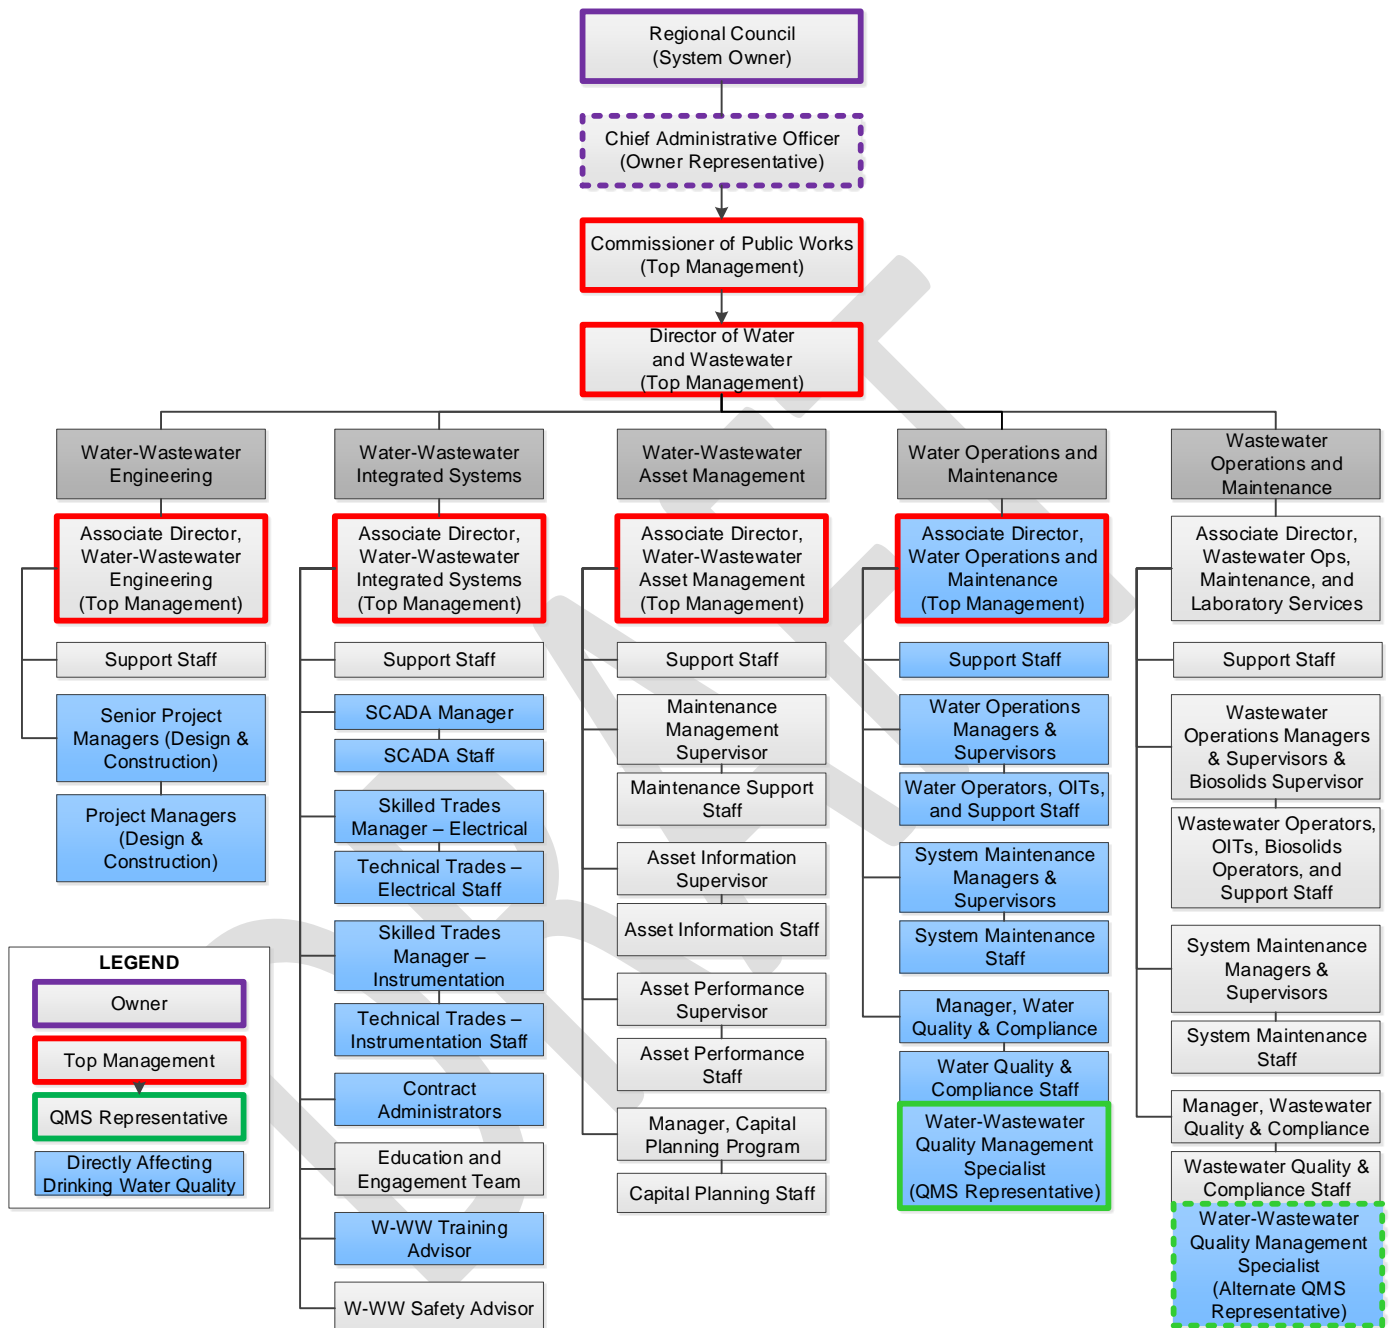 Regional Council
(System Owner)
Chief Administrative Officer
(Owner Representative)
Commissioner of Public Works
(Top Management)
Director of Water
and Wastewater
(Top Management)
Water-Wastewater
Engineering
Associate Director,
Water-Wastewater
Engineering
(Top Management)
Support Staff
Senior Project
Managers (Design &
Construction)
Project Managers
(Design &
Construction)
Water-Wastewater
Integrated Systems
Associate Director,
Water-Wastewater
Integrated Systems
(Top Management)
Support Staff
SCADA Manager
SCADA Staff
Skilled Trades
Manager – Electrical
Technical Trades –
Electrical Staff
Skilled Trades
Manager –
Instrumentation
Technical Trades –
Instrumentation Staff
Contract
Administrators
Education and
Engagement Team
W-WW Training
Advisor
W-WW Safety Advisor
Water-Wastewater
Asset Management
Associate Director,
Water-Wastewater
Asset Management
(Top Management)
Support Staff
Maintenance
Management
Supervisor
Maintenance Support
Staff
Asset Information
Supervisor
Asset Information Staff
Asset Performance
Supervisor
Asset Performance
Staff
Manager, Capital
Planning Program
Capital Planning Staff
Water Operations and
Maintenance
Associate Director,
Water Operations and
Maintenance
(Top Management)
Support Staff
Water Operations
Managers
& Supervisors
Water Operators, OITs,
and Support Staff
System Maintenance
Managers &
Supervisors
System Maintenance
Staff
Manager, Water
Quality & Compliance
Water Quality &
Compliance Staff
Water-Wastewater
Quality Management
Specialist
(QMS Representative)
Wastewater
Operations and
Maintenance
Associate Director,
Wastewater Ops,
Maintenance, and
Laboratory Services
Support Staff
Wastewater
Operations Managers
& Supervisors &
Biosolids Supervisor
Wastewater Operators,
OITs, Biosolids
Operators, and
Support Staff
System Maintenance
Managers &
Supervisors
System Maintenance
Staff
Manager, Wastewater
Quality & Compliance
Wastewater Quality &
Compliance Staff
Water-Wastewater
Quality Management
Specialist
(Alternate QMS
Representative)
LEGEND
Owner
Top Management
QMS Representative
Directly Affecting
Drinking Water Quality
DRAFT